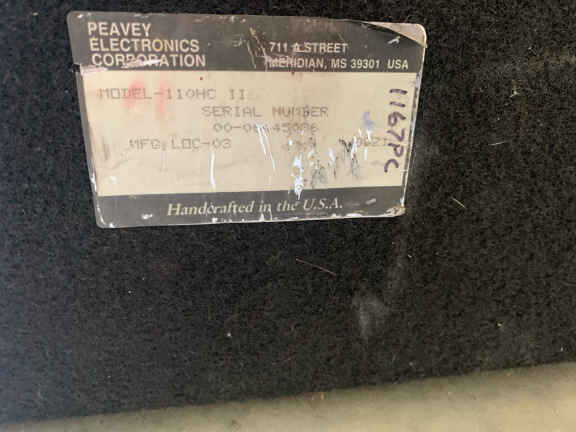 PEAVEY
ELECTRONICS
CORPORATION
711 A STREET
MERIDIAN, MS 39301 USA
MODEL-110HC II
SERIAL NUMBER
MFG.LOC-03
1167PC
Handcrafted in the U.S.A.